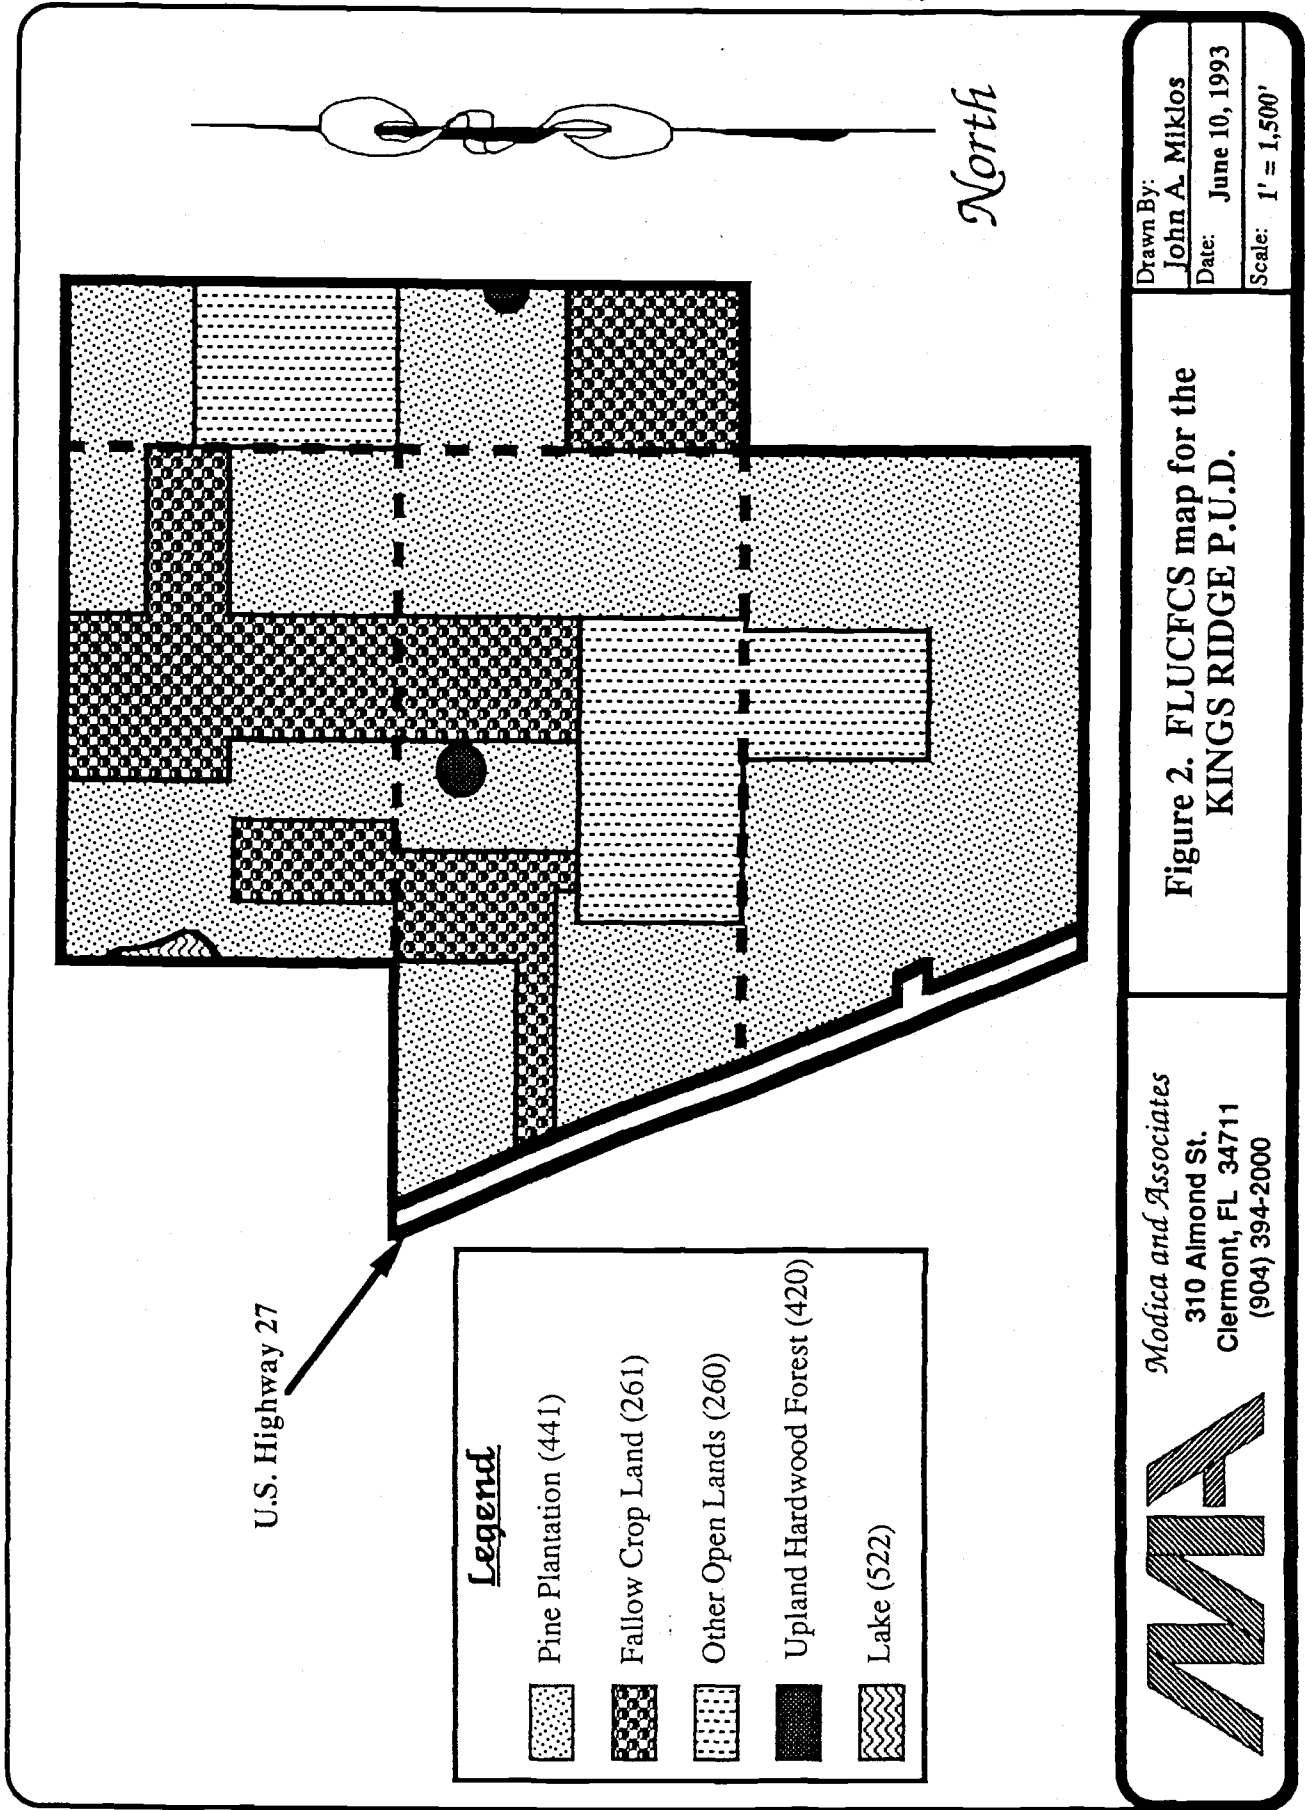 North
U.S. Highway 27
Legend
Pine Plantation (441)
Fallow Crop Land (261)
Other Open Lands (260)
Upland Hardwood Forest (420)
Lake (522)
MA
Modica and Associates
310 Almond St.
Clermont, FL 34711
(904) 394-2000
Figure 2. FLUCFCS map for the
KINGS RIDGE P.U.D.
Drawn By:
John A. Miklos
Date: June 10, 1993
Scale: 1' = 1,500'